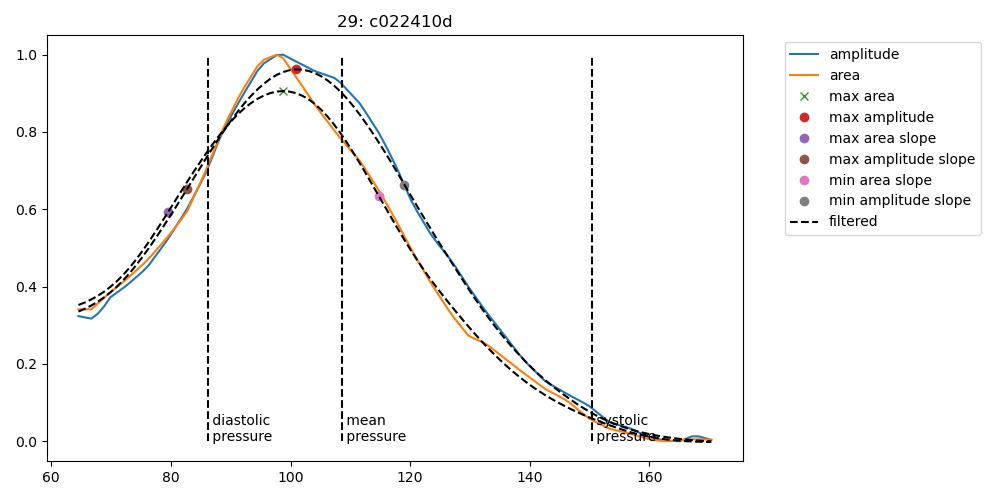 29: c022410d
1.0
0.8
0.6
0.4
0.2
0.0
60
80
100
120
140
160
diastolic
pressure
mean
pressure
systolic
pressure
amplitude
area
max area
max amplitude
max area slope
max amplitude slope
min area slope
min amplitude slope
filtered